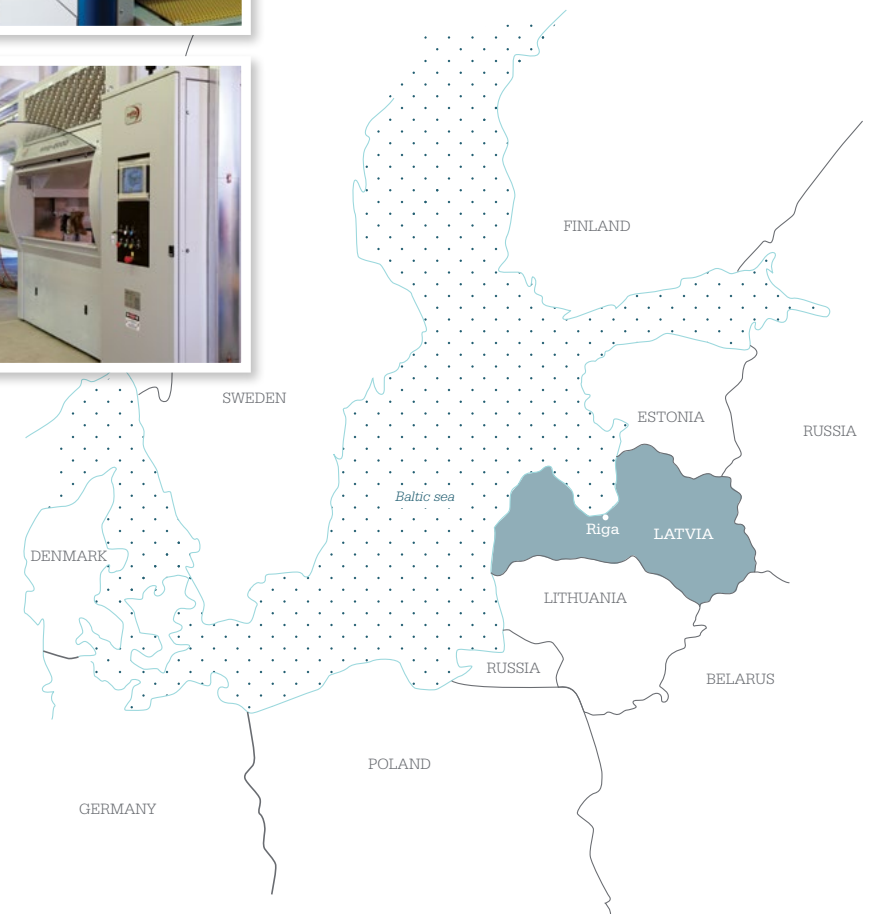 FINLAND
SWEDEN
ESTONIA
RUSSIA
Baltic sea
Riga
LATVIA
DENMARK
LITHUANIA
RUSSIA
BELARUS
POLAND
GERMANY